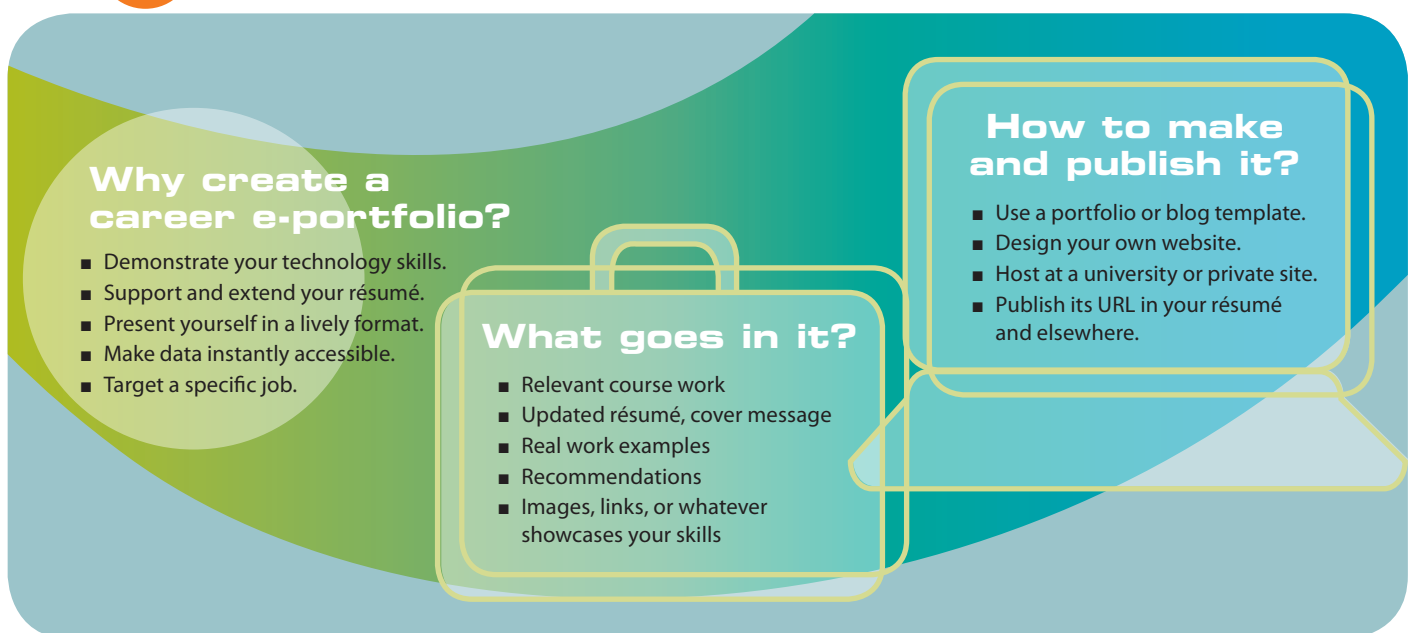 Why create a
career e-portfolio?
■ Demonstrate your technology skills.
■ Support and extend your résumé.
■ Present yourself in a lively format.
■ Make data instantly accessible.
■ Target a specific job.
What goes in it?
■ Relevant course work
■ Updated résumé, cover message
■ Real work examples
■ Recommendations
■ Images, links, or whatever
showcases your skills
How to make
and publish it?
■ Use a portfolio or blog template.
■ Design your own website.
■ Host at a university or private site.
■ Publish its URL in your résumé
and elsewhere.